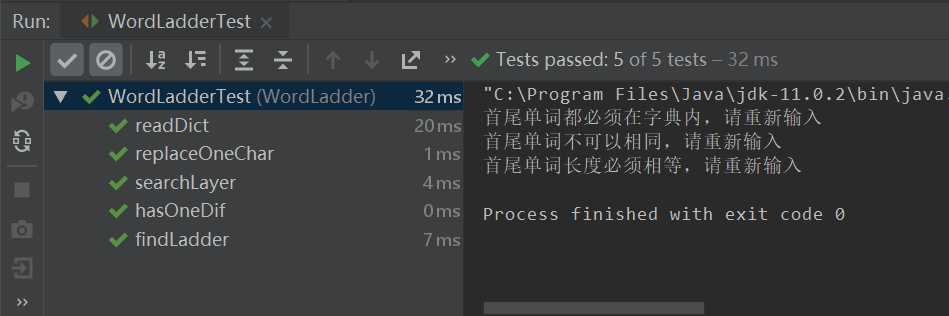 Run: WordLadderTest
Tests passed: 5 of 5 tests – 32 ms
WordLadderTest (WordLadder) 32 ms
readDict 20 ms
replaceOneChar 1 ms
searchLayer 4 ms
hasOneDif 0 ms
findLadder 7 ms
"C:\Program Files\Java\jdk-11.0.2\bin\java.
首尾单词都必须在字典内，请重新输入
首尾单词不可以相同，请重新输入
首尾单词长度必须相等，请重新输入
Process finished with exit code 0